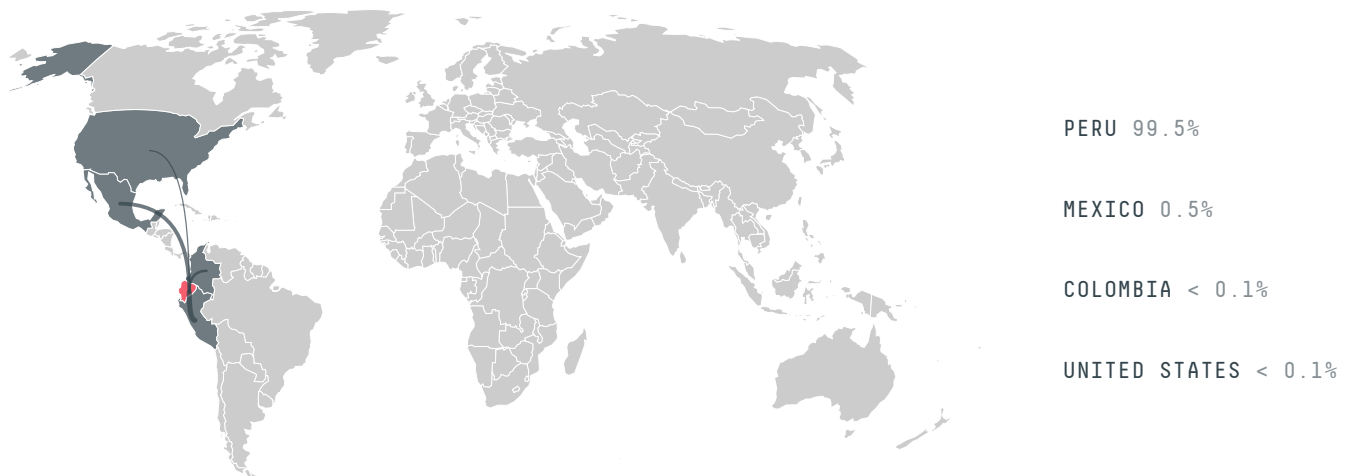 PERU 99.5%
MEXICO 0.5%
COLOMBIA < 0.1%
UNITED STATES < 0.1%